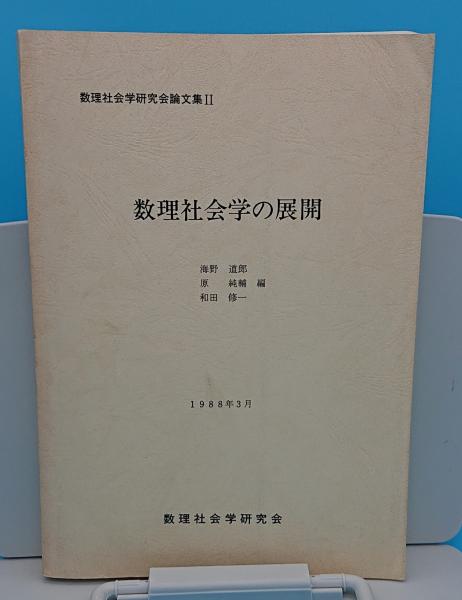 数理社会学研究会論文集II
数理社会学の展開
海野 道郎
原 純輔 編
和田 修一
1988年3月
数理社会学研究会